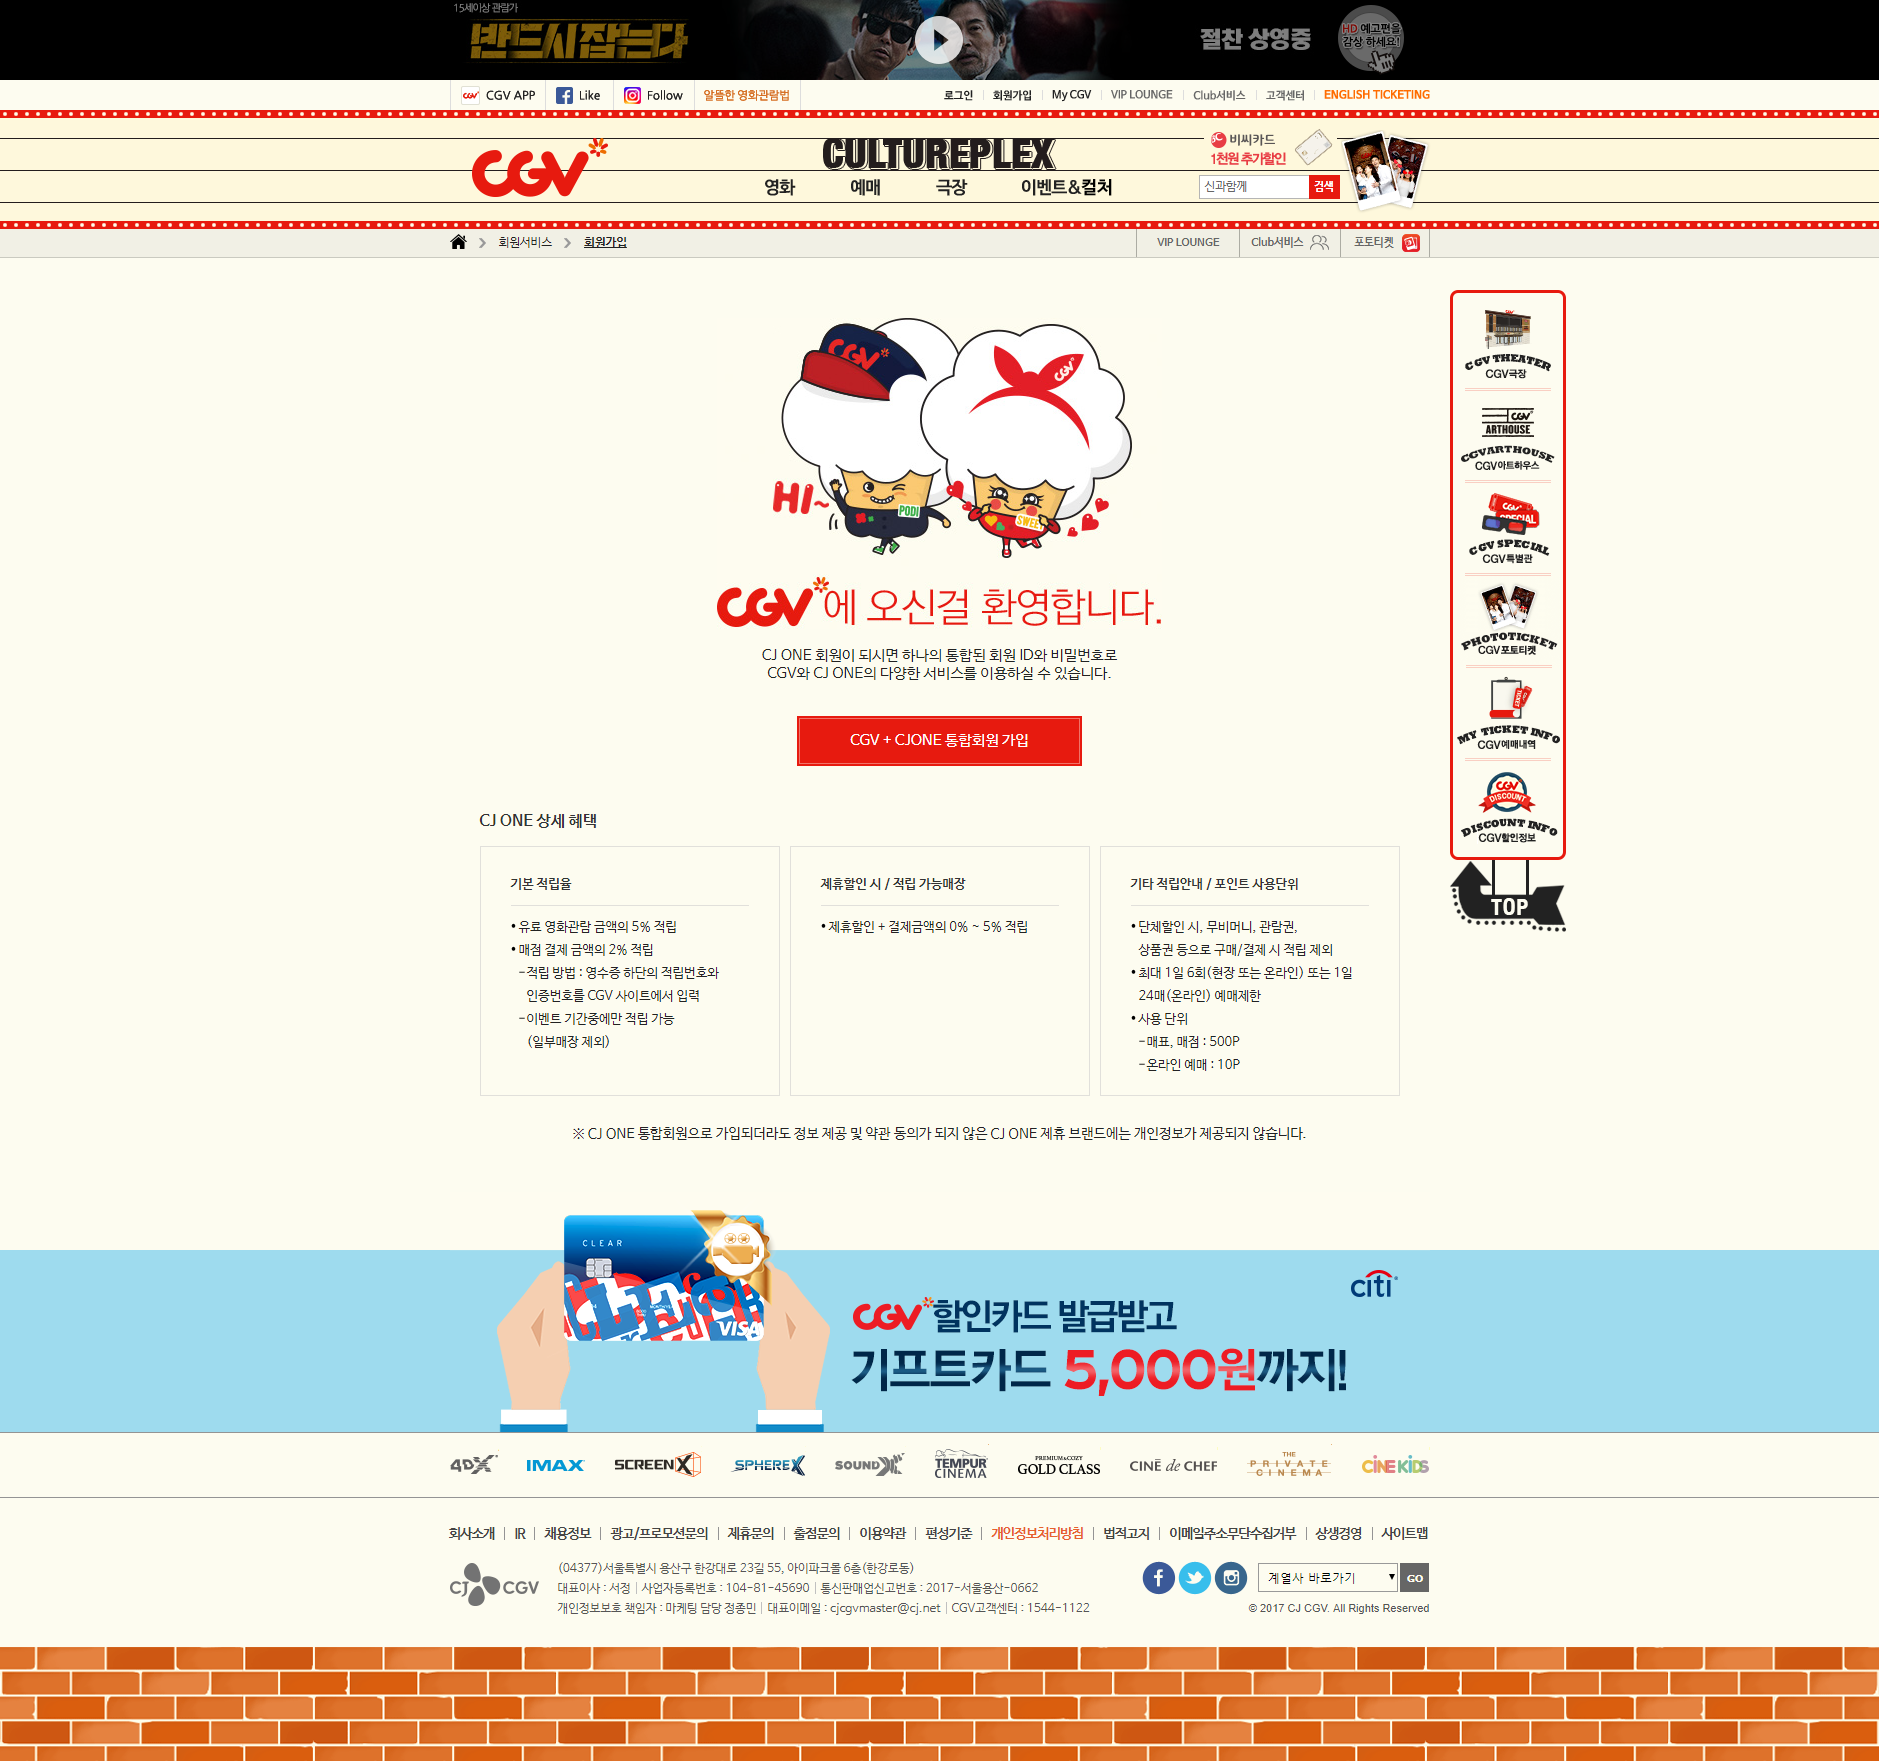 15세이상 관람가
반드시잡는다
절찬 상영중
HD 예고편을
감상 하세요!
CGV APP
Like
Follow
알뜰한 영화관람법
로그인
회원가입
My CGV
VIP LOUNGE
Club서비스
고객센터
ENGLISH TICKETING
CGV
CULTUREPLEX
비씨카드
1천원 추가할인
영화
예매
극장
이벤트&컬처
신과함께
검색
회원서비스
회원가입
VIP LOUNGE
Club서비스
포토티켓
CGV
CGV
HI~
PODI
SWEET
CGV에 오신걸 환영합니다.
CJ ONE 회원이 되시면 하나의 통합된 회원 ID와 비밀번호로
CGV와 CJ ONE의 다양한 서비스를 이용하실 수 있습니다.
CGV + CJONE 통합회원 가입
CGV THEATER
CGV극장
CGV
ARTHOUSE
CGVARTHOUSE
CGV아트하우스
CGV
SPECIAL
CGV SPECIAL
CGV특별관
PHOTOTICKET
CGV포토티켓
TICKET
MY TICKET INFO
CGV예매내역
CGV
DISCOUNT
DISCOUNT INFO
CGV할인정보
TOP
CJ ONE 상세 혜택
기본 적립율
• 유료 영화관람 금액의 5% 적립
• 매점 결제 금액의 2% 적립
-적립 방법 : 영수증 하단의 적립번호와
인증번호를 CGV 사이트에서 입력
-이벤트 기간중에만 적립 가능
(일부매장 제외)
제휴할인 시 / 적립 가능매장
• 제휴할인 + 결제금액의 0% ~ 5% 적립
기타 적립안내 / 포인트 사용단위
• 단체할인 시, 무비머니, 관람권,
상품권 등으로 구매/결제 시 적립 제외
• 최대 1일 6회(현장 또는 온라인) 또는 1일
24매(온라인) 예매제한
• 사용 단위
-매표, 매점 : 500P
-온라인 예매 : 10P
※ CJ ONE 통합회원으로 가입되더라도 정보 제공 및 약관 동의가 되지 않은 CJ ONE 제휴 브랜드에는 개인정보가 제공되지 않습니다.
CLEAR
VISA
citi
CGV할인카드 발급받고
기프트카드 5,000원까지!
4DX
IMAX
SCREENX
SPHEREX
SOUNDX
TEMPUR
CINEMA
PREMIUM&COZY
GOLD CLASS
CINÉ de CHEF
THE
PRIVATE
CINEMA
CINE KIDS
회사소개
IR
채용정보
광고/프로모션문의
제휴문의
출점문의
이용약관
편성기준
개인정보처리방침
법적고지
이메일주소무단수집거부
상생경영
사이트맵
CJ CGV
(04377)서울특별시 용산구 한강대로 23길 55, 아이파크몰 6층(한강로동)
대표이사 : 서정 | 사업자등록번호 : 104-81-45690 | 통신판매업신고번호 : 2017-서울용산-0662
개인정보보호 책임자 : 마케팅 담당 정종민 | 대표이메일 : cjcgvmaster@cj.net | CGV고객센터 : 1544-1122
계열사 바로가기
GO
© 2017 CJ CGV. All Rights Reserved